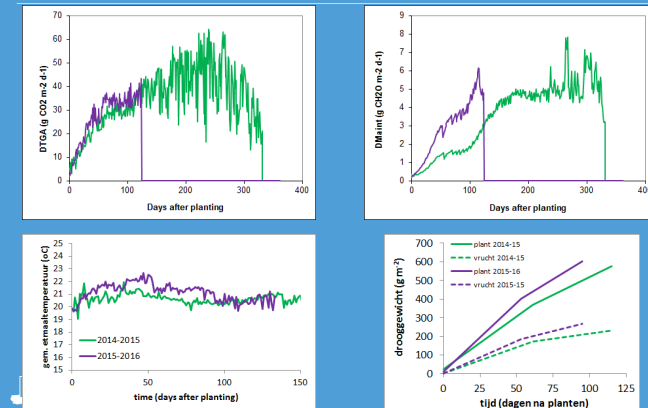 70
60
50
40
30
20
10
0
DTGA (g CO2 m-2 d-1)
0 100 200 300 400
Days after planting
9
8
7
6
5
4
3
2
1
0
DMaint (g H2O m-2 d-1)
0 100 200 300 400
Days after planting
25
24
23
22
21
20
19
18
17
16
15
gem. etmaaltemperatuur (oC)
2014-2015
2015-2016
0 50 100 150
time (days after planting)
700
600
500
400
300
200
100
0
drooggewicht (g m-2)
plant 2014-15
vrucht 2014-15
plant 2015-16
vrucht 2015-15
0 25 50 75 100 125
tijd (dagen na planten)